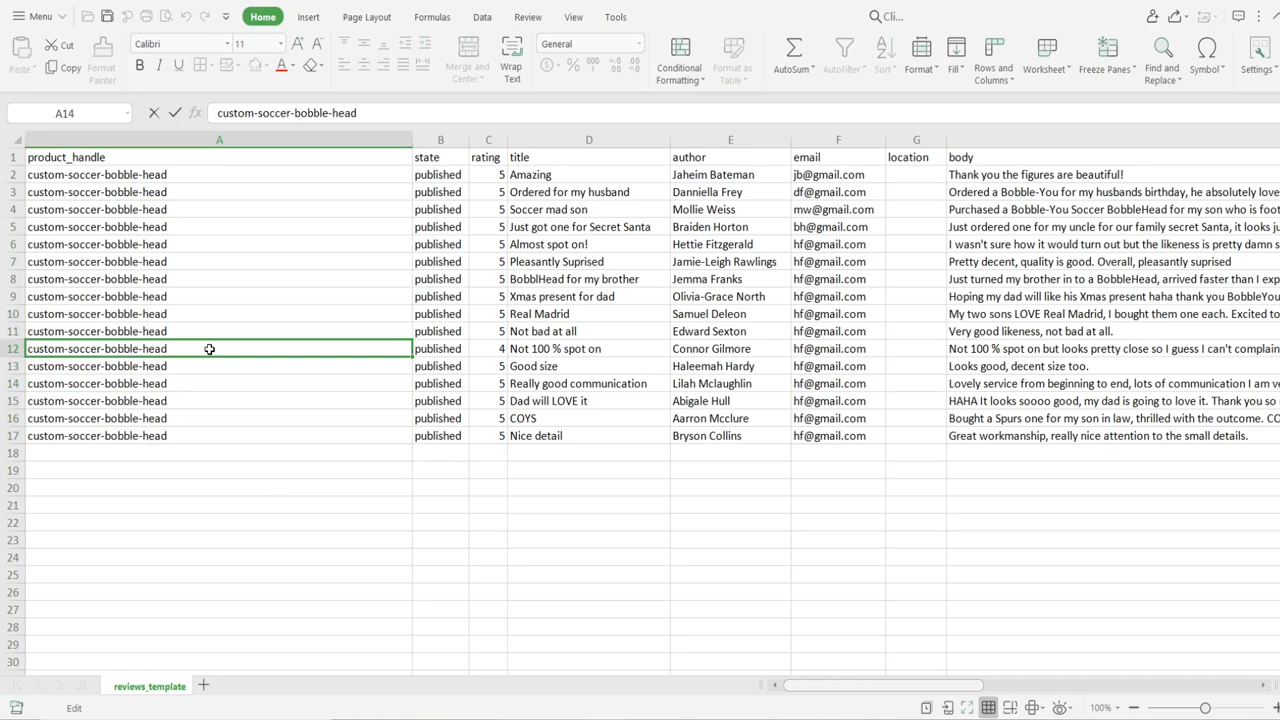 Menu Home Insert Page Layout Formulas Data Review View Tools Cli...
Cut Calibri 11 General
Paste Copy Format Painter Merge and Center Wrap Text Conditional Formatting Format as Table AutoSum AutoFilter Sort Format Fill Rows and Columns Worksheet Freeze Panes Find and Replace Symbol Settings
A14 fx custom-soccer-bobble-head
A B C D E F G
1 product_handle state rating title author email location body
2 custom-soccer-bobble-head published 5 Amazing Jaheim Bateman jb@gmail.com Thank you the figures are beautiful!
3 custom-soccer-bobble-head published 5 Ordered for my husband Danniella Frey df@gmail.com Ordered a Bobble-You for my husbands birthday, he absolutely love
4 custom-soccer-bobble-head published 5 Soccer mad son Mollie Weiss mw@gmail.com Purchased a Bobble-You Soccer BobbleHead for my son who is foot
5 custom-soccer-bobble-head published 5 Just got one for Secret Santa Braiden Horton bh@gmail.com Just ordered one for my uncle for our family secret Santa, it looks ju
6 custom-soccer-bobble-head published 5 Almost spot on! Hettie Fitzgerald hf@gmail.com I wasn't sure how it would turn out but the likeness is pretty damn s
7 custom-soccer-bobble-head published 5 Pleasantly Suprised Jamie-Leigh Rawlings hf@gmail.com Pretty decent, quality is good. Overall, pleasantly suprised
8 custom-soccer-bobble-head published 5 BobblHead for my brother Jemma Franks hf@gmail.com Just turned my brother in to a BobbleHead, arrived faster than I exp
9 custom-soccer-bobble-head published 5 Xmas present for dad Olivia-Grace North hf@gmail.com Hoping my dad will like his Xmas present haha thank you BobbleYou
10 custom-soccer-bobble-head published 5 Real Madrid Samuel Deleon hf@gmail.com My two sons LOVE Real Madrid, I bought them one each. Excited to
11 custom-soccer-bobble-head published 5 Not bad at all Edward Sexton hf@gmail.com Very good likeness, not bad at all.
12 custom-soccer-bobble-head published 4 Not 100 % spot on Connor Gilmore hf@gmail.com Not 100 % spot on but looks pretty close so I guess I can't complain
13 custom-soccer-bobble-head published 5 Good size Haleemah Hardy hf@gmail.com Looks good, decent size too.
14 custom-soccer-bobble-head published 5 Really good communication Lilah Mclaughlin hf@gmail.com Lovely service from beginning to end, lots of communication I am ve
15 custom-soccer-bobble-head published 5 Dad will LOVE it Abigale Hull hf@gmail.com HAHA It looks soooo good, my dad is going to love it. Thank you so
16 custom-soccer-bobble-head published 5 COYS Aarron Mcclure hf@gmail.com Bought a Spurs one for my son in law, thrilled with the outcome. CO
17 custom-soccer-bobble-head published 5 Nice detail Bryson Collins hf@gmail.com Great workmanship, really nice attention to the small details.
18
19
20
21
22
23
24
25
26
27
28
29
30
reviews_template
Edit 100%